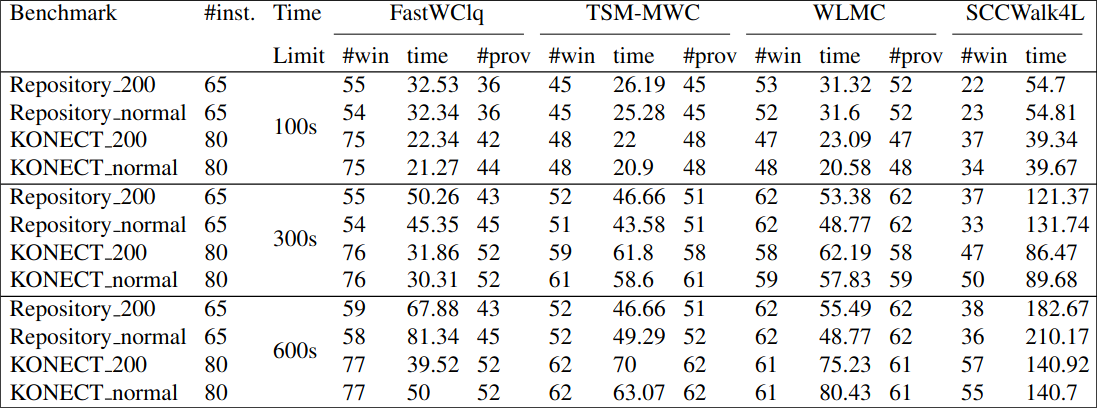 Benchmark #inst. Time FastWClq TSM-MWC WLMC SCCWalk4L
Limit #win time #prov #win time #prov #win time #prov #win time
Repository_200 65 55 32.53 36 45 26.19 45 53 31.32 52 22 54.7
Repository_normal 65 54 32.34 36 45 25.28 45 52 31.6 52 23 54.81
100s
KONECT_200 80 75 22.34 42 48 22 48 47 23.09 47 37 39.34
KONECT_normal 80 75 21.27 44 48 20.9 48 48 20.58 48 34 39.67
Repository_200 65 55 50.26 43 52 46.66 51 62 53.38 62 37 121.37
Repository_normal 65 54 45.35 45 51 43.58 51 62 48.77 62 33 131.74
300s
KONECT_200 80 76 31.86 52 59 61.8 58 58 62.19 58 47 86.47
KONECT_normal 80 76 30.31 52 61 58.6 61 59 57.83 59 50 89.68
Repository_200 65 59 67.88 43 52 46.66 51 62 55.49 62 38 182.67
Repository_normal 65 58 81.34 45 52 49.29 52 62 48.77 62 36 210.17
600s
KONECT_200 80 77 39.52 52 62 70 62 61 75.23 61 57 140.92
KONECT_normal 80 77 50 52 62 63.07 62 61 80.43 61 55 140.7